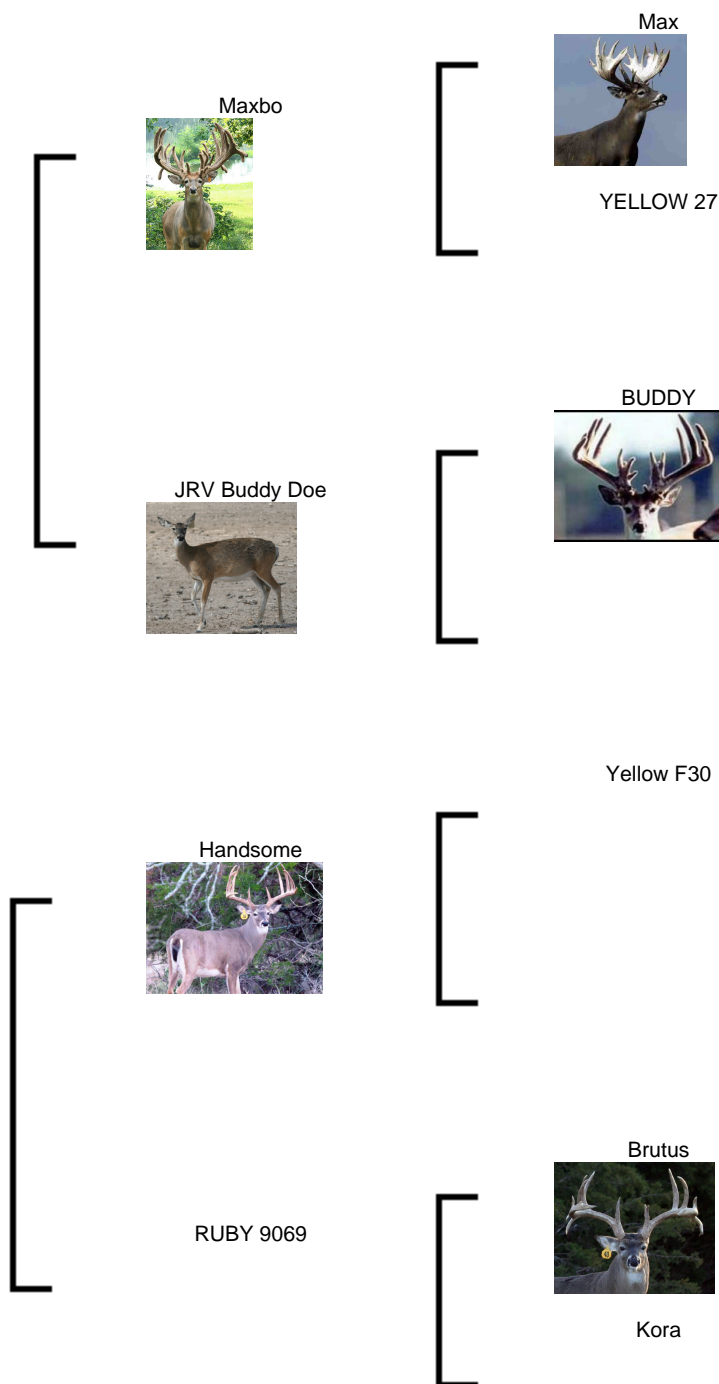 Max
Maxbo
YELLOW 27
BUDDY
JRV Buddy Doe
Yellow F30
Handsome
Brutus
RUBY 9069
Kora